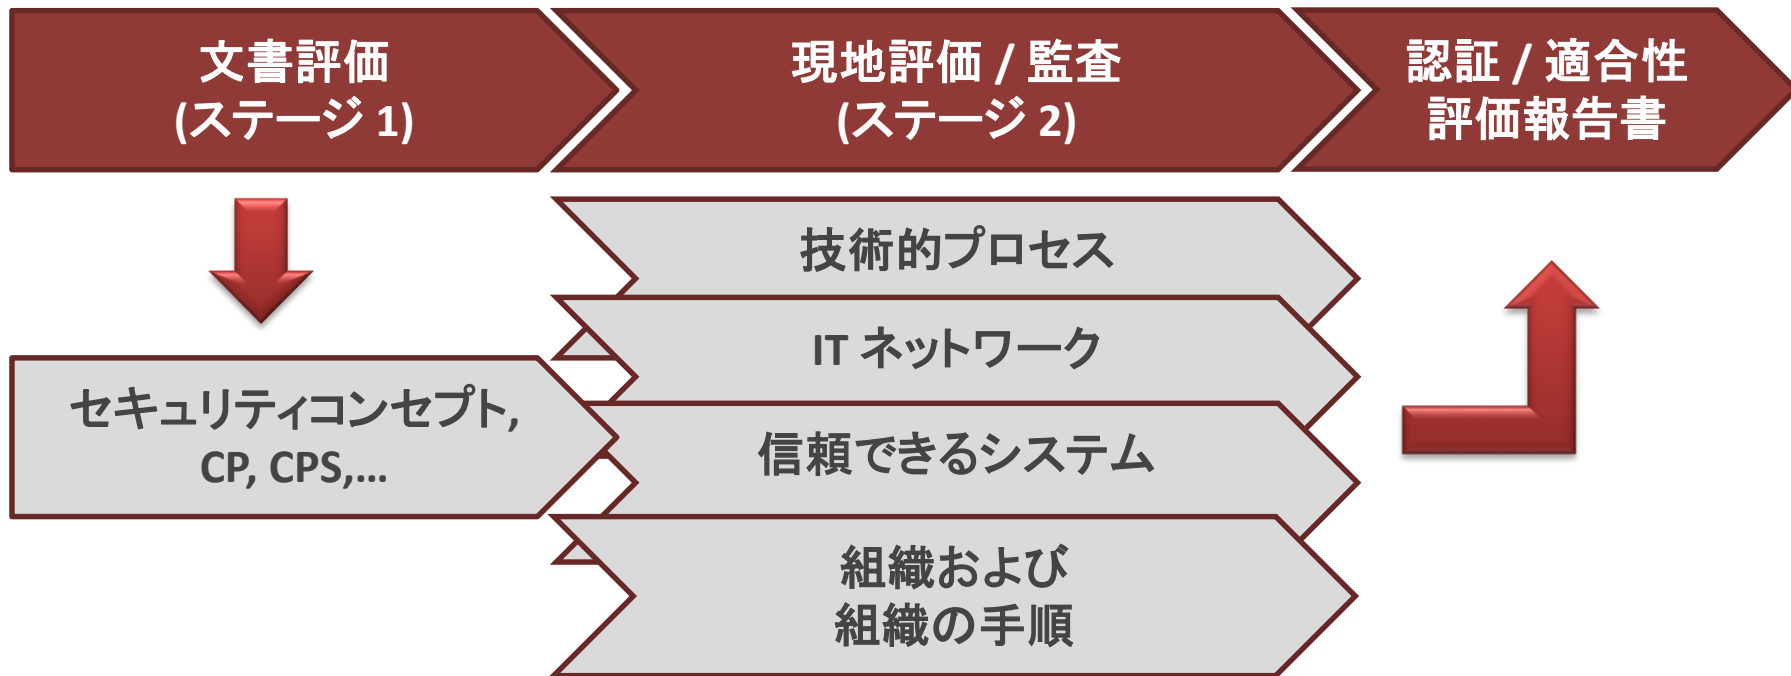 文書評価
(ステージ 1)
現地評価 / 監査
(ステージ 2)
認証 / 適合性
評価報告書
技術的プロセス
IT ネットワーク
セキュリティコンセプト,
CP, CPS,...
信頼できるシステム
組織および
組織の手順